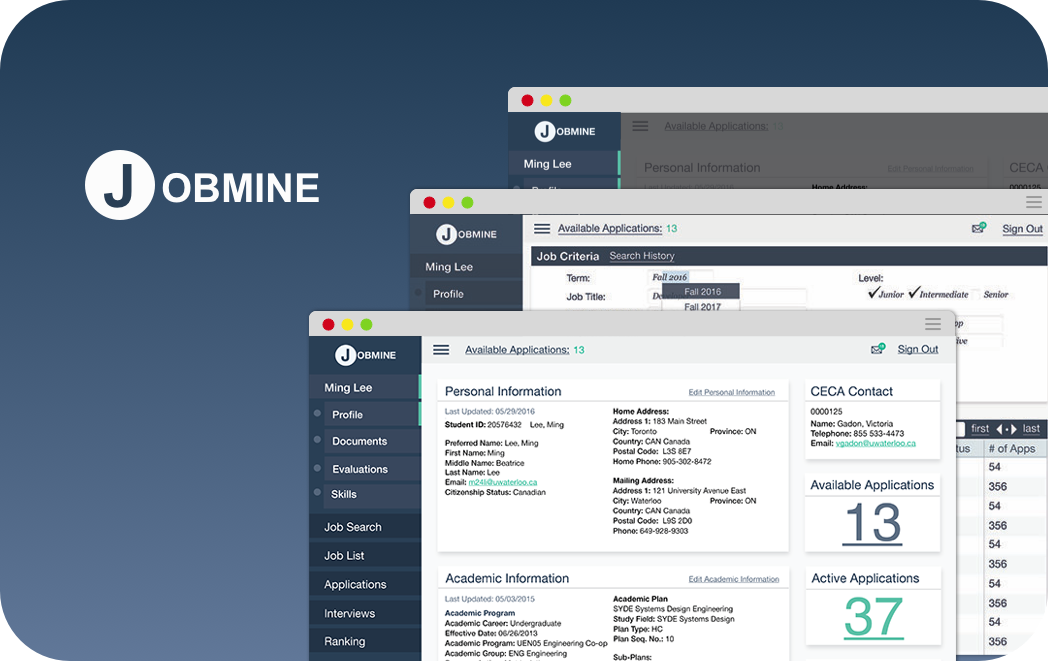 JOBMINE
JOBMINE
Available Applications: 13
Ming Lee
Personal Information
Edit Personal Information
CECA
Last Updated: 05/29/2016
Home Address:
0000125
JOBMINE
Available Applications: 13
Sign Out
Ming Lee
Profile
Job Criteria Search History
Term:
Fall 2016
Level:
Fall 2016
Junior Intermediate Senior
Job Title:
Fall 2017
first last
# of Apps
54
356
54
356
54
356
54
356
54
356
JOBMINE
Available Applications: 13
Sign Out
Ming Lee
Profile
Documents
Evaluations
Skills
Job Search
Job List
Applications
Interviews
Ranking
Personal Information
Edit Personal Information
Last Updated: 05/29/2016
Student ID: 20576432 Lee, Ming
Preferred Name: Lee, Ming
First Name: Ming
Middle Name: Beatrice
Last Name: Lee
Email: m24li@uwaterloo.ca
Citizenship Status: Canadian
Home Address:
Address 1: 183 Main Street
City: Toronto Province: ON
Country: CAN Canada
Postal Code: L3S 8E7
Home Phone: 905-302-8472
Mailing Address:
Address 1: 121 University Avenue East
City: Waterloo Province: ON
Country: CAN Canada
Postal Code: L9S 2D0
Phone: 649-928-9303
CECA Contact
0000125
Name: Gadon, Victoria
Telephone: 855 533-4473
Email: vgadon@uwaterloo.ca
Available Applications
13
Academic Information
Edit Academic Information
Last Updated: 05/03/2015
Academic Program
Academic Career: Undergraduate
Effective Date: 06/26/2013
Academic Program: UEN05 Engineering Co-op
Academic Group: ENG Engineering
Academic Plan
SYDE Systems Design Engineering
Study Field: SYDE Systems Design
Plan Type: HC
Plan Seq. No.: 10
Sub-Plans:
Active Applications
37